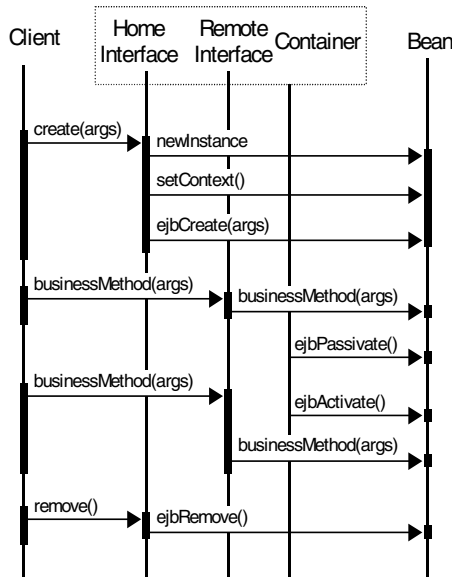 Client
Home
Interface
Remote
Interface
Container
Bean
create(args)
newInstance
setContext()
ejbCreate(args)
businessMethod(args)
businessMethod(args)
ejbPassivate()
businessMethod(args)
ejbActivate()
businessMethod(args)
remove()
ejbRemove()